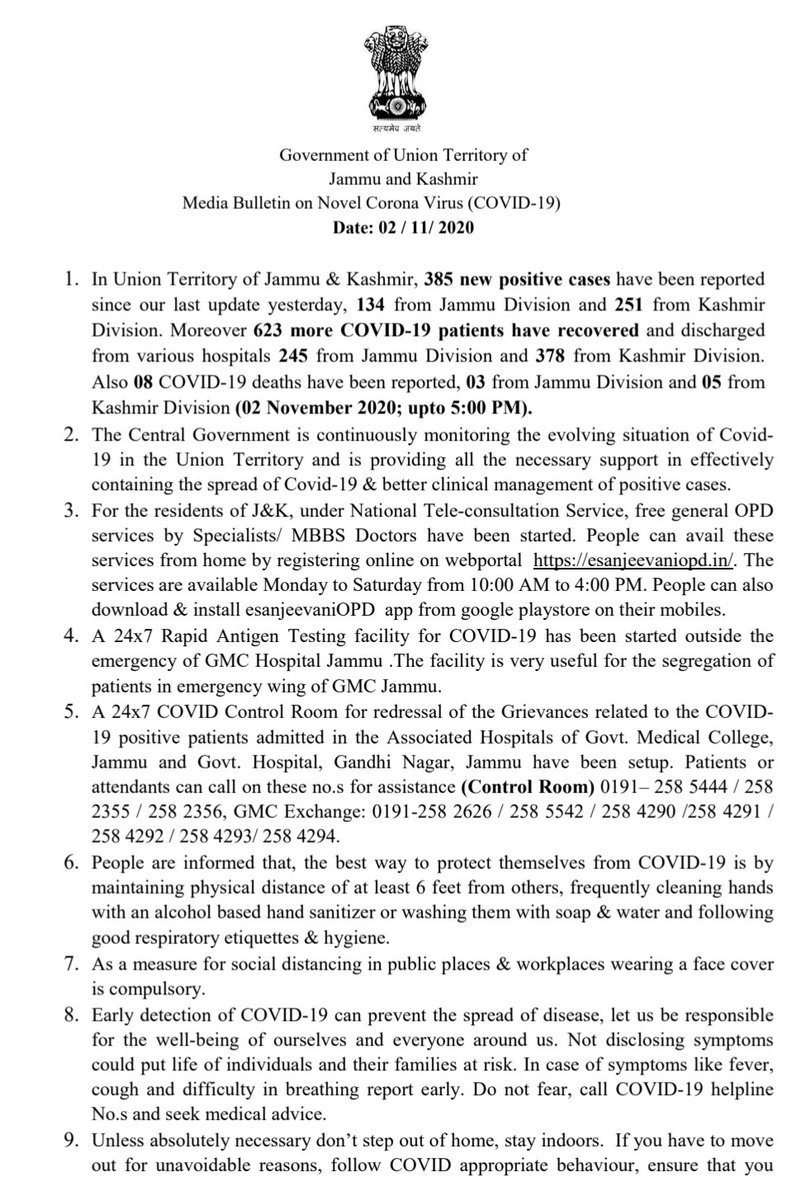 सत्यमेव जयते
Government of Union Territory of
Jammu and Kashmir
Media Bulletin on Novel Corona Virus (COVID-19)
Date: 02 / 11/ 2020
1. In Union Territory of Jammu & Kashmir, 385 new positive cases have been reported
since our last update yesterday, 134 from Jammu Division and 251 from Kashmir
Division. Moreover 623 more COVID-19 patients have recovered and discharged
from various hospitals 245 from Jammu Division and 378 from Kashmir Division.
Also 08 COVID-19 deaths have been reported, 03 from Jammu Division and 05 from
Kashmir Division (02 November 2020; upto 5:00 PM).
2. The Central Government is continuously monitoring the evolving situation of Covid-
19 in the Union Territory and is providing all the necessary support in effectively
containing the spread of Covid-19 & better clinical management of positive cases.
3. For the residents of J&K, under National Tele-consultation Service, free general OPD
services by Specialists/ MBBS Doctors have been started. People can avail these
services from home by registering online on webportal https://esanjeevaniopd.in/. The
services are available Monday to Saturday from 10:00 AM to 4:00 PM. People can also
download & install esanjeevaniOPD app from google playstore on their mobiles.
4. A 24x7 Rapid Antigen Testing facility for COVID-19 has been started outside the
emergency of GMC Hospital Jammu .The facility is very useful for the segregation of
patients in emergency wing of GMC Jammu.
5. A 24x7 COVID Control Room for redressal of the Grievances related to the COVID-
19 positive patients admitted in the Associated Hospitals of Govt. Medical College,
Jammu and Govt. Hospital, Gandhi Nagar, Jammu have been setup. Patients or
attendants can call on these no.s for assistance (Control Room) 0191– 258 5444 / 258
2355 / 258 2356, GMC Exchange: 0191-258 2626 / 258 5542 / 258 4290 /258 4291 /
258 4292 / 258 4293/ 258 4294.
6. People are informed that, the best way to protect themselves from COVID-19 is by
maintaining physical distance of at least 6 feet from others, frequently cleaning hands
with an alcohol based hand sanitizer or washing them with soap & water and following
good respiratory etiquettes & hygiene.
7. As a measure for social distancing in public places & workplaces wearing a face cover
is compulsory.
8. Early detection of COVID-19 can prevent the spread of disease, let us be responsible
for the well-being of ourselves and everyone around us. Not disclosing symptoms
could put life of individuals and their families at risk. In case of symptoms like fever,
cough and difficulty in breathing report early. Do not fear, call COVID-19 helpline
No.s and seek medical advice.
9. Unless absolutely necessary don’t step out of home, stay indoors. If you have to move
out for unavoidable reasons, follow COVID appropriate behaviour, ensure that you